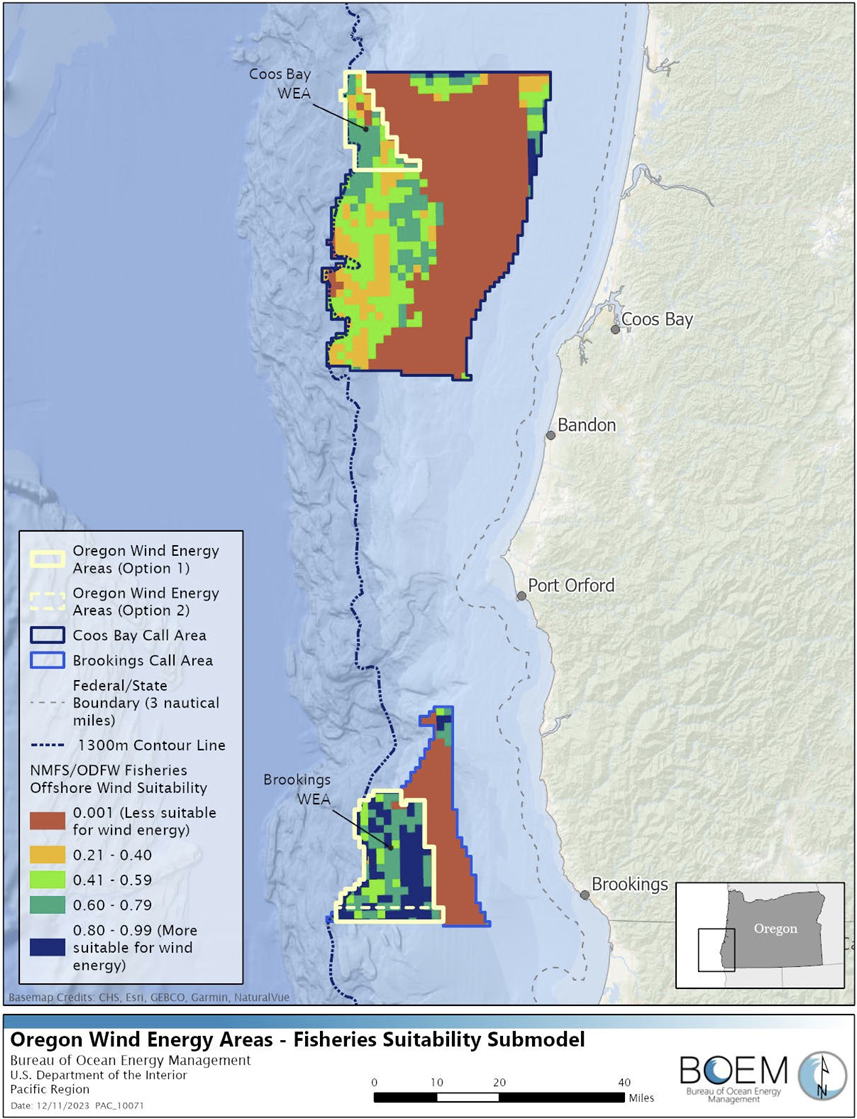 Coos Bay
WEA
Coos Bay
Bandon
Port Orford
Brookings
WEA
Brookings
Oregon
Oregon Wind Energy
Areas (Option 1)
Oregon Wind Energy
Areas (Option 2)
Coos Bay Call Area
Brookings Call Area
Federal/State
Boundary (3 nautical
miles)
1300m Contour Line
NMFS/ODFW Fisheries
Offshore Wind Suitability
0.001 (Less suitable
for wind energy)
0.21 - 0.40
0.41 - 0.59
0.60 - 0.79
0.80 - 0.99 (More
suitable for wind
energy)
Basemap Credits: CHS, Esri, GEBCO, Garmin, NaturalVue
Oregon Wind Energy Areas - Fisheries Suitability Submodel
Bureau of Ocean Energy Management
U.S. Department of the Interior
Pacific Region
Date: 12/11/2023 PAC_10071
0 10 20 40
Miles
BOEM
Bureau of Ocean Energy
Management
N